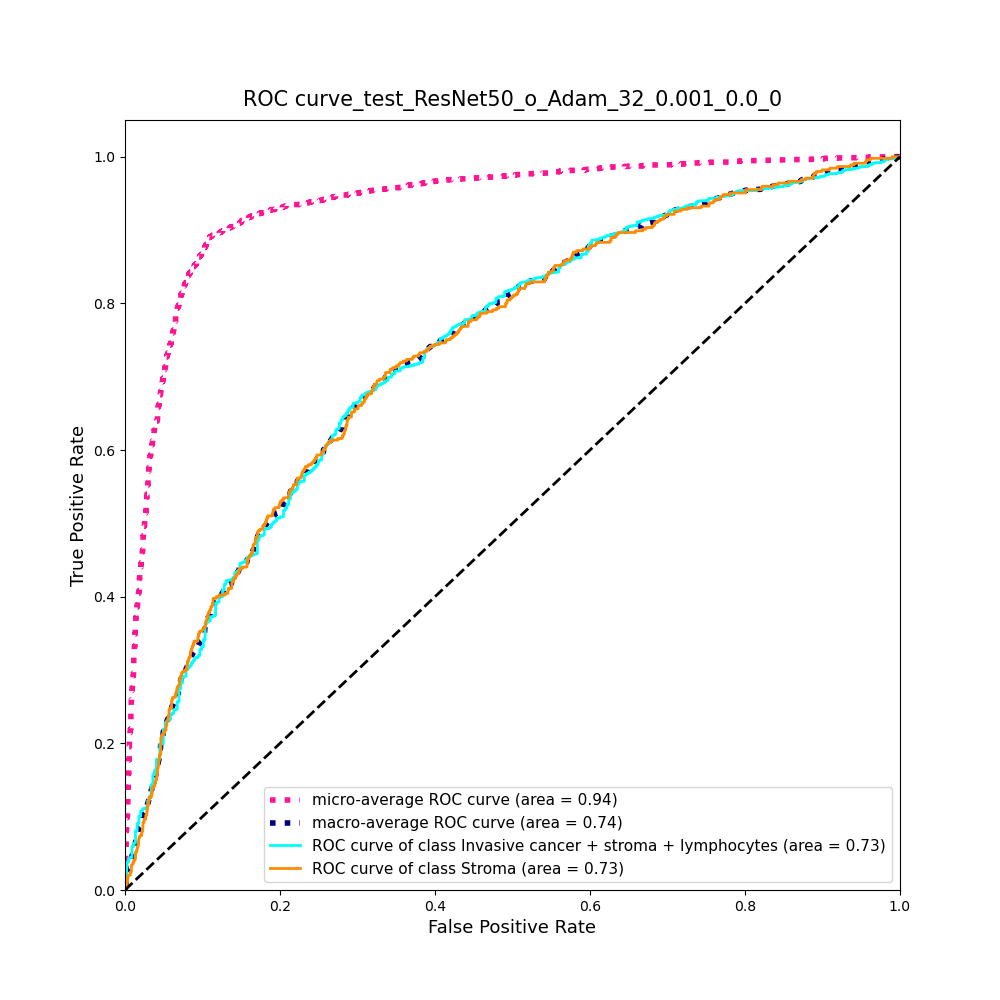 ROC curve_test_ResNet50_o_Adam_32_0.001_0.0_0
True Positive Rate
1.0
0.8
0.6
0.4
0.2
0.0
micro-average ROC curve (area = 0.94)
macro-average ROC curve (area = 0.74)
ROC curve of class Invasive cancer + stroma + lymphocytes (area = 0.73)
ROC curve of class Stroma (area = 0.73)
0.0 0.2 0.4 0.6 0.8 1.0
False Positive Rate